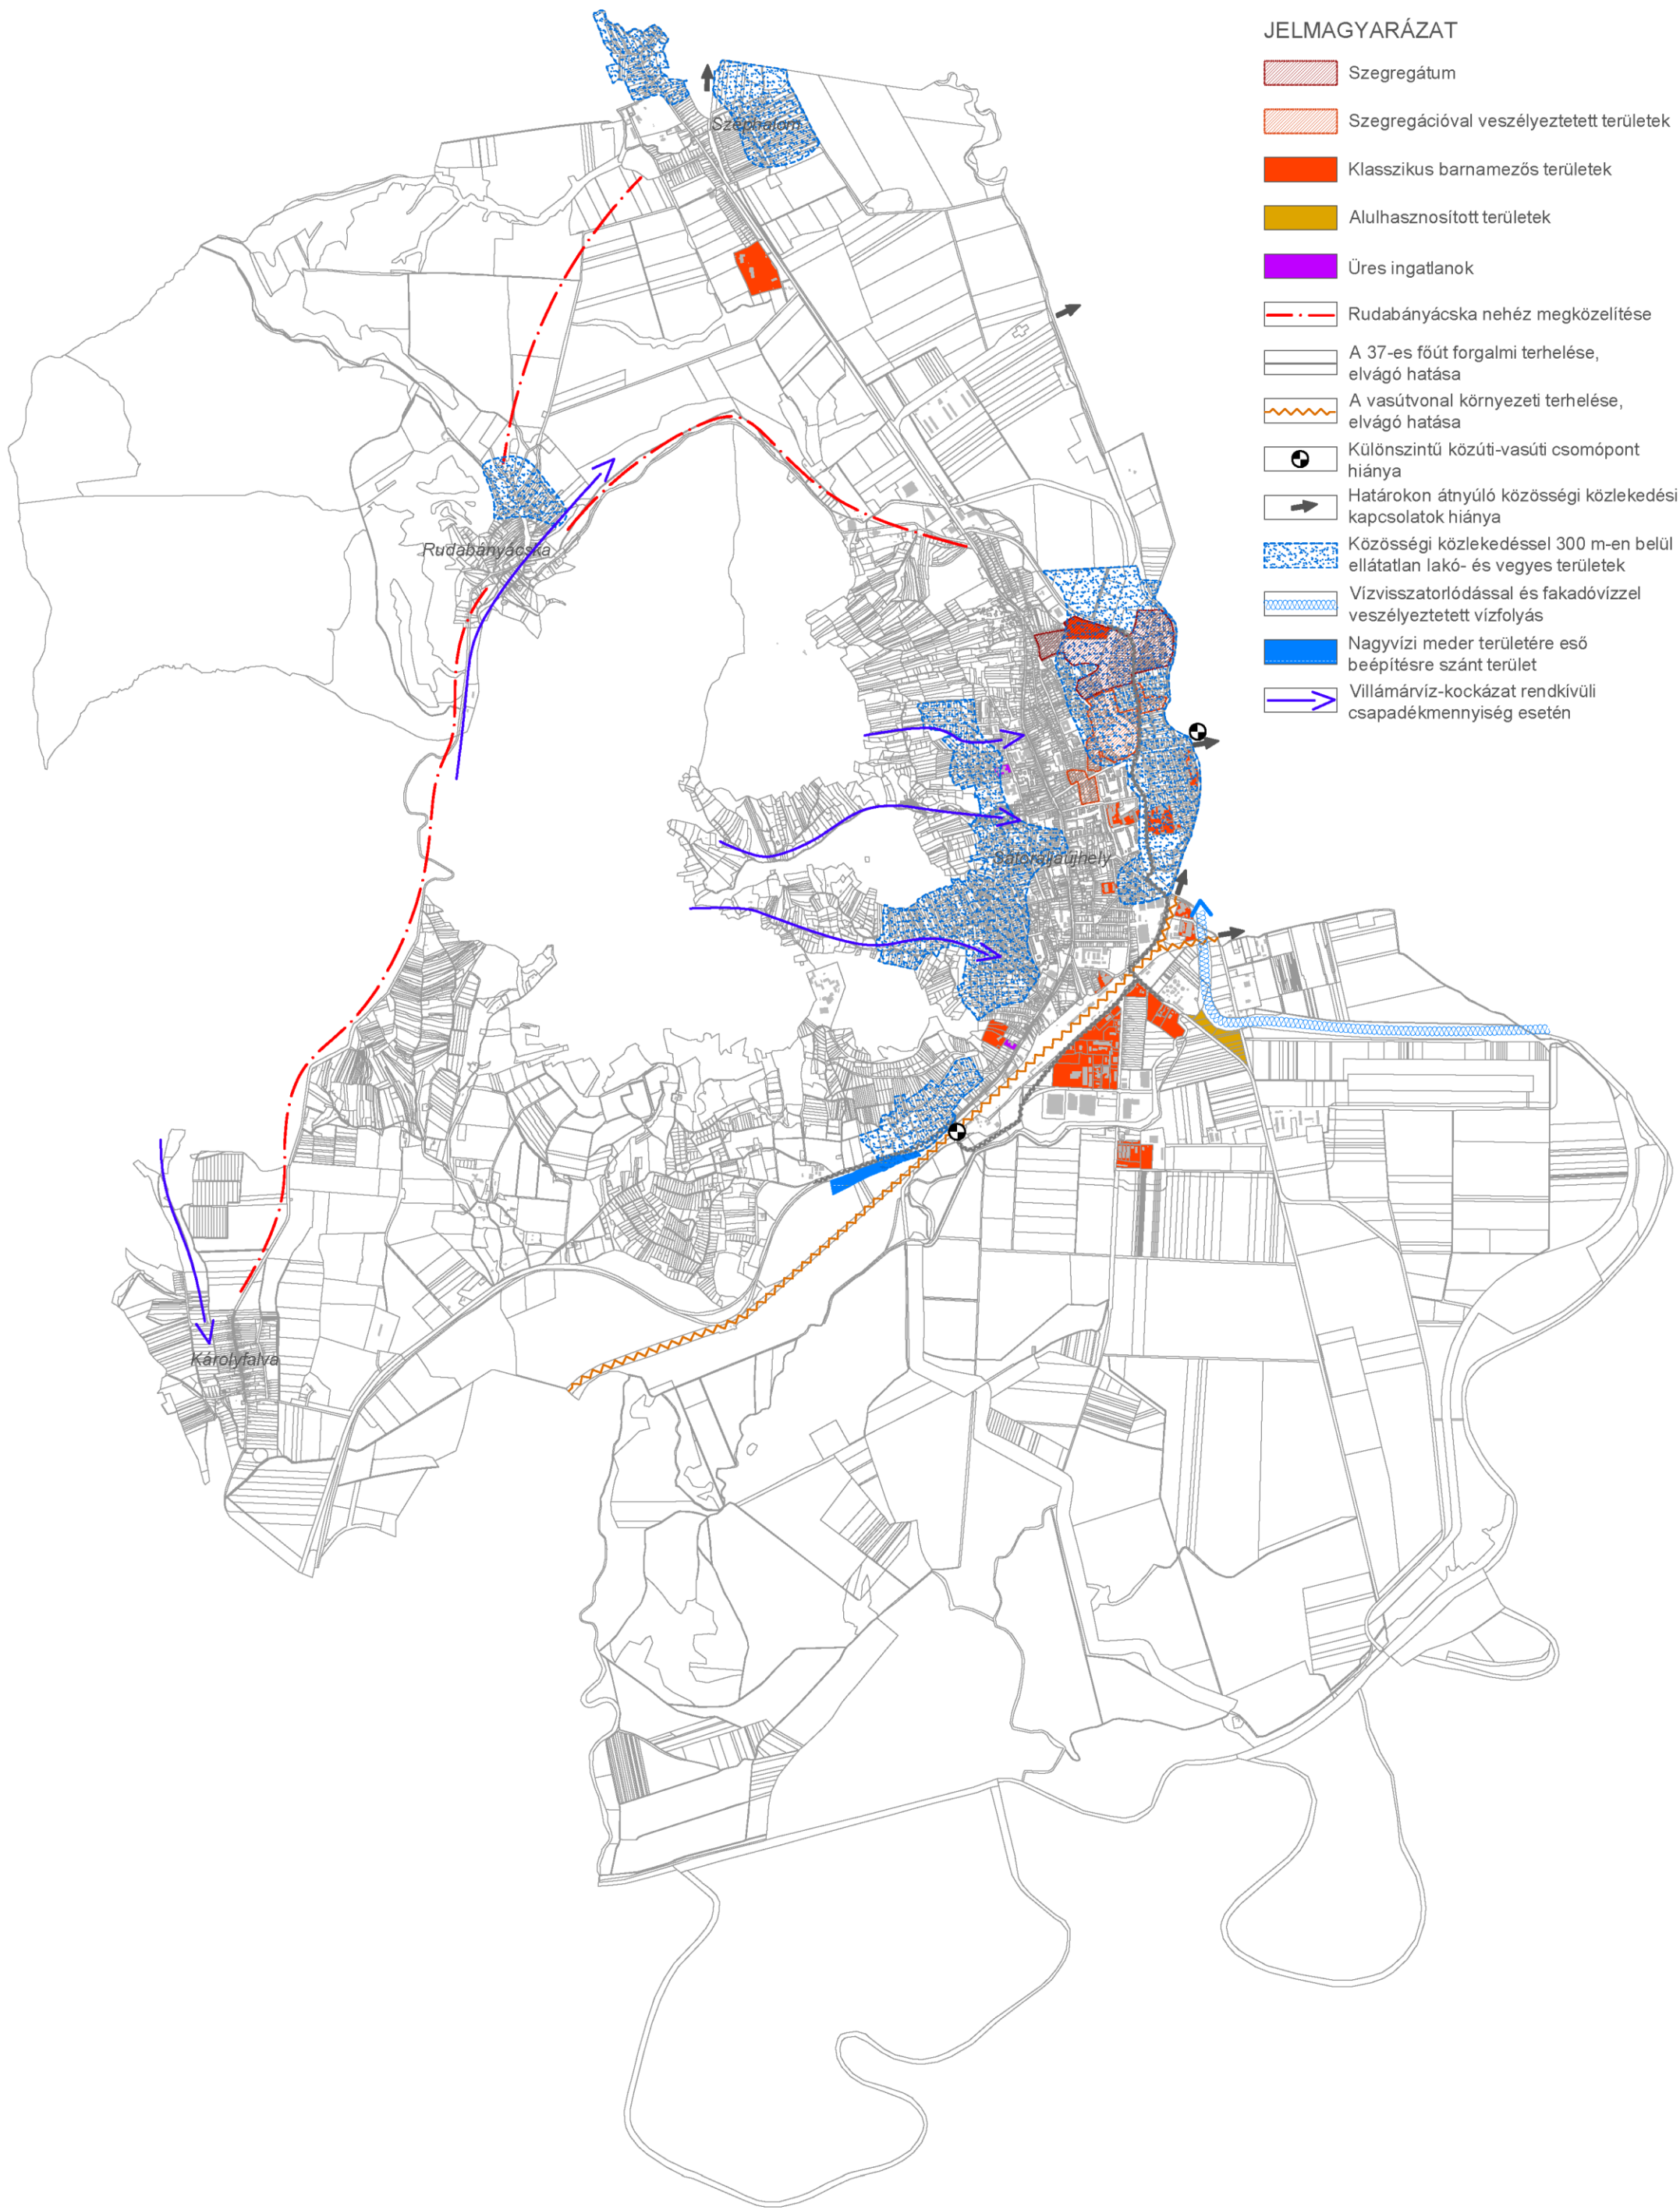 JELMAGYARÁZAT
Szegregátum
Szegregációval veszélyeztetett területek
Klasszikus barnamezős területek
Alulhasznosított területek
Üres ingatlanok
Rudabányácska nehéz megközelítése
A 37-es főút forgalmi terhelése,
elvágó hatása
A vasútvonal környezeti terhelése,
elvágó hatása
Különszintű közúti-vasúti csomópont
hiánya
Határokon átnyúló közösségi közlekedési
kapcsolatok hiánya
Közösségi közlekedéssel 300 m-en belül
ellátatlan lakó- és vegyes területek
Vízvisszatorlódással és fakadóvízzel
veszélyeztetett vízfolyás
Nagyvízi meder területére eső
beépítésre szánt terület
Villámárvíz-kockázat rendkívüli
csapadékmennyiség esetén
Széphalom
Rudabányácska
Sátoraljaújhely
Károlyfalva